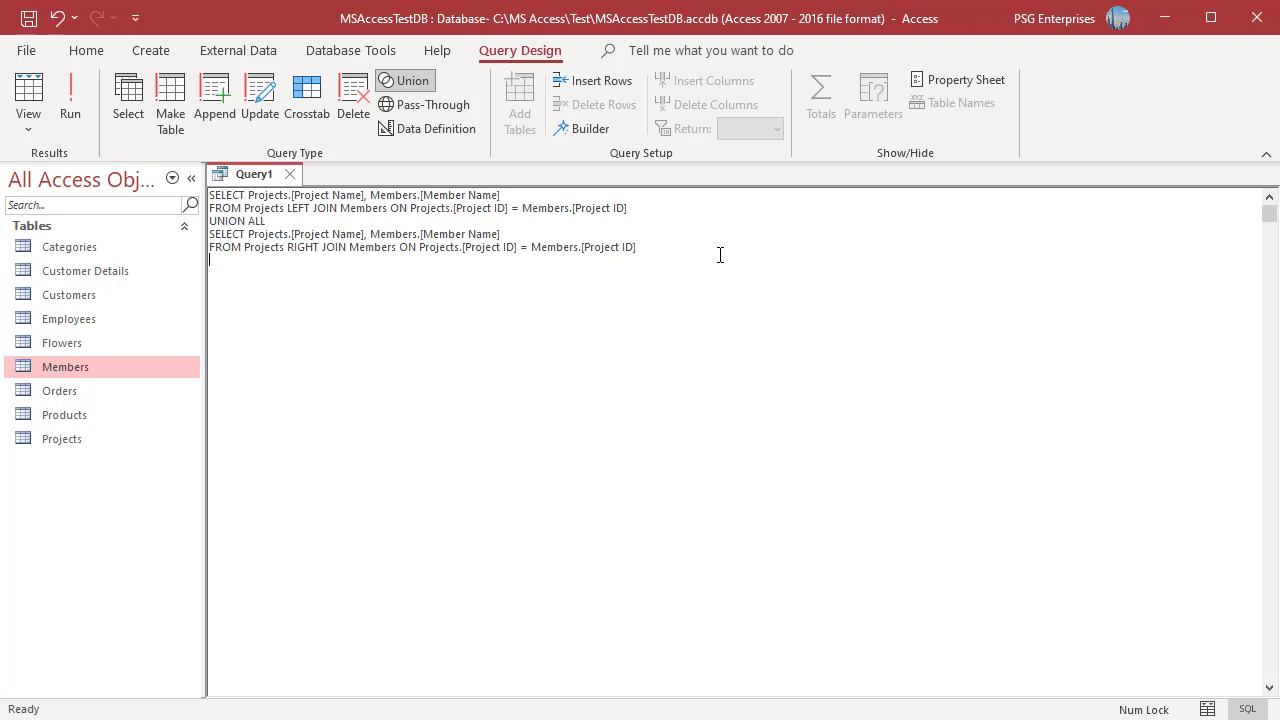 MSAccessTestDB : Database- C:\MS Access\Test\MSAccessTestDB.accdb (Access 2007 - 2016 file format) - Access
PSG Enterprises
File Home Create External Data Database Tools Help Query Design Tell me what you want to do
View
Run
Results
Select
Make Table
Append
Update
Crosstab
Delete
Union
Pass-Through
Data Definition
Query Type
Add Tables
Insert Rows
Delete Rows
Builder
Insert Columns
Delete Columns
Return:
Query Setup
Totals
Parameters
Property Sheet
Table Names
Show/Hide
All Access Obj...
Search...
Tables
Categories
Customer Details
Customers
Employees
Flowers
Members
Orders
Products
Projects
Query1
SELECT Projects.[Project Name], Members.[Member Name]
FROM Projects LEFT JOIN Members ON Projects.[Project ID] = Members.[Project ID]
UNION ALL
SELECT Projects.[Project Name], Members.[Member Name]
FROM Projects RIGHT JOIN Members ON Projects.[Project ID] = Members.[Project ID]
Ready
Num Lock
SQL